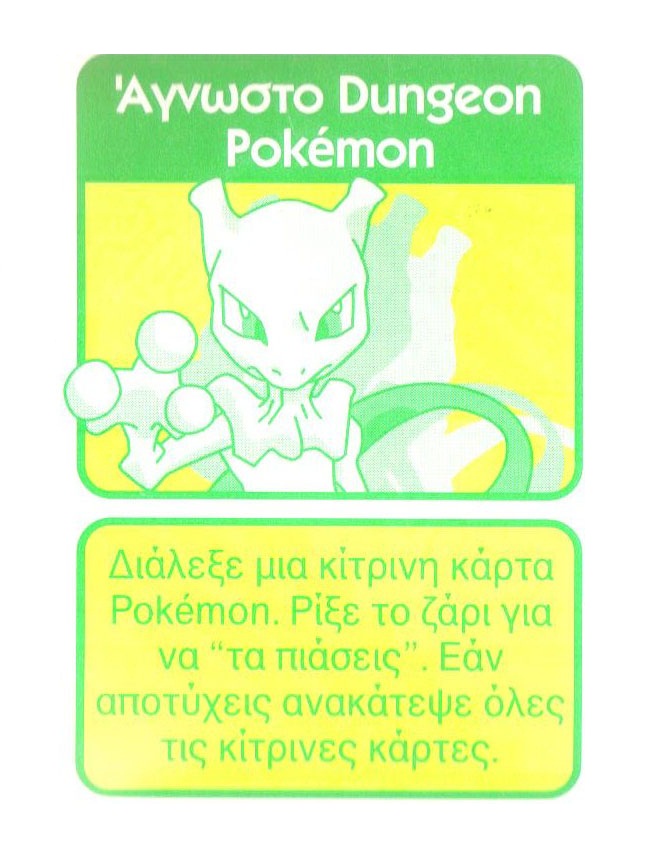 Άγνωστο Dungeon
Pokémon
Διάλεξε μια κίτρινη κάρτα
Pokémon. Ρίξε το ζάρι για
να “τα πιάσεις”. Εάν
αποτύχεις ανακάτεψε όλες
τις κίτρινες κάρτες.